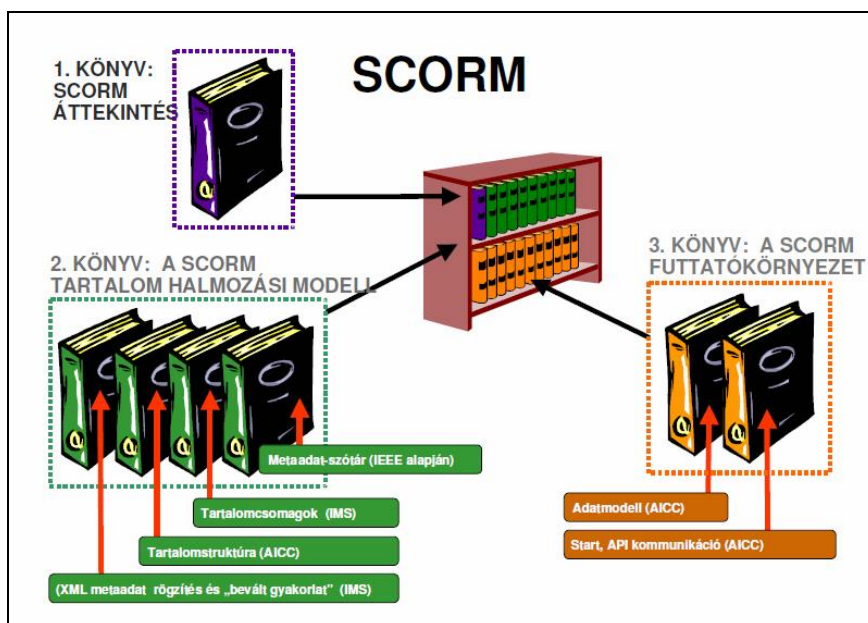 1. KÖNYV:
SCORM
ÁTTEKINTÉS
SCORM
2. KÖNYV: A SCORM
TARTALOM HALMOZÁSI MODELL
3. KÖNYV: A SCORM
FUTTATÓKÖRNYEZET
Metaadat-szótár (IEEE alapján)
Tartalomcsomagok (IMS)
Tartalomstruktúra (AICC)
(XML metaadat rögzítés és „bevált gyakorlat" (IMS)
Adatmodell (AICC)
Start, API kommunikáció (AICC)